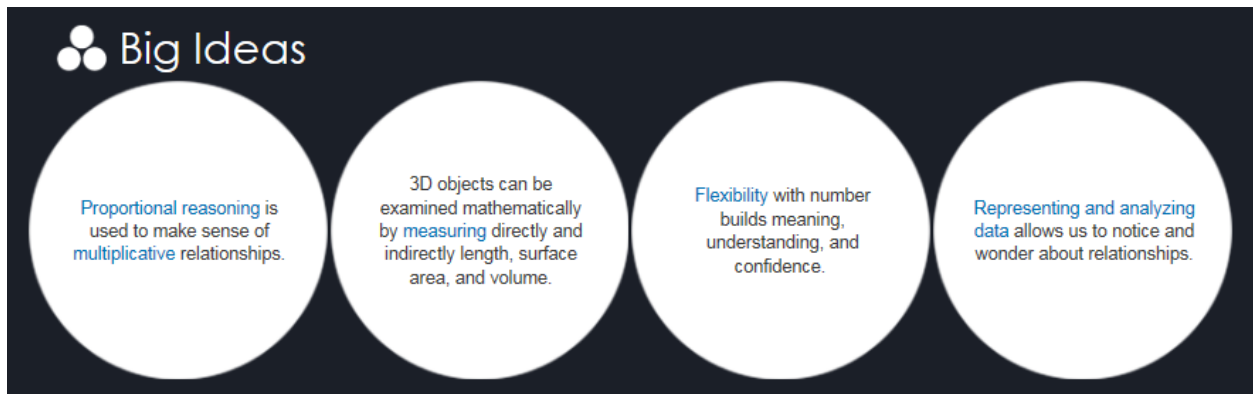 Big Ideas
Proportional reasoning is
used to make sense of
multiplicative relationships.
3D objects can be
examined mathematically
by measuring directly and
indirectly length, surface
area, and volume.
Flexibility with number
builds meaning,
understanding, and
confidence.
Representing and analyzing
data allows us to notice and
wonder about relationships.